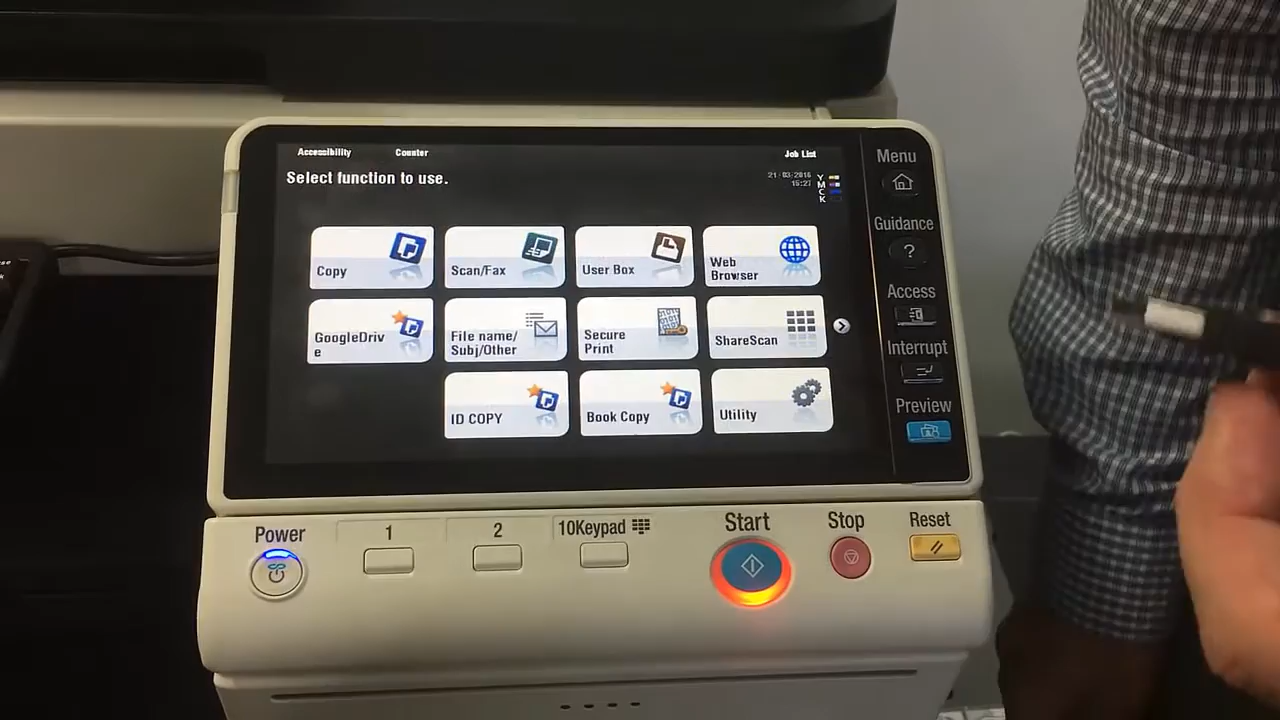 Accessibility Counter Job List
Select function to use.
21/03/2016
15:27
Y
M
C
K
Copy
Scan/Fax
User Box
Web
Browser
GoogleDriv
e
File name/
Subj/Other
Secure
Print
ShareScan
ID COPY
Book Copy
Utility
Menu
Guidance
?
Access
Interrupt
Preview
Power
1
2
10Keypad
Start
Stop
Reset